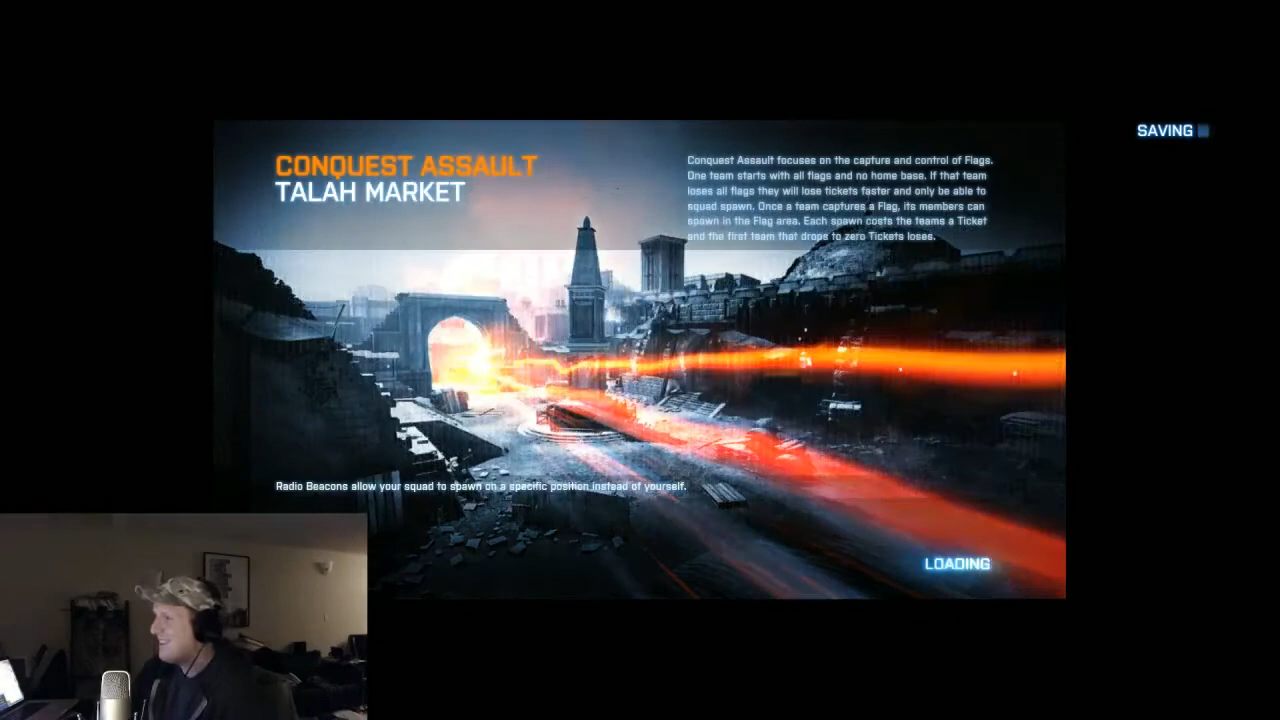 SAVING
CONQUEST ASSAULT
TALAH MARKET
Conquest Assault focuses on the capture and control of Flags.
One team starts with all flags and no home base. If that team
loses all flags they will lose tickets faster and only be able to
squad spawn. Once a team captures a Flag, its members can
spawn in the Flag area. Each spawn costs the teams a Ticket
and the first team that drops to zero Tickets loses.
Radio Beacons allow your squad to spawn on a specific position instead of yourself.
LOADING